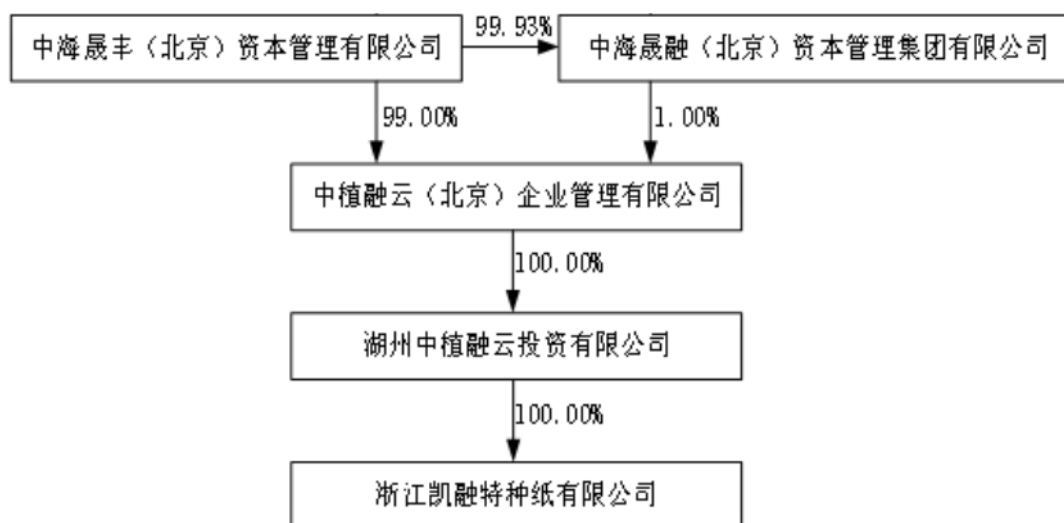 中海晟丰（北京）资本管理有限公司
99.93%
中海晟融（北京）资本管理集团有限公司
99.00%
1.00%
中植融云（北京）企业管理有限公司
100.00%
湖州中植融云投资有限公司
100.00%
浙江凯融特种纸有限公司